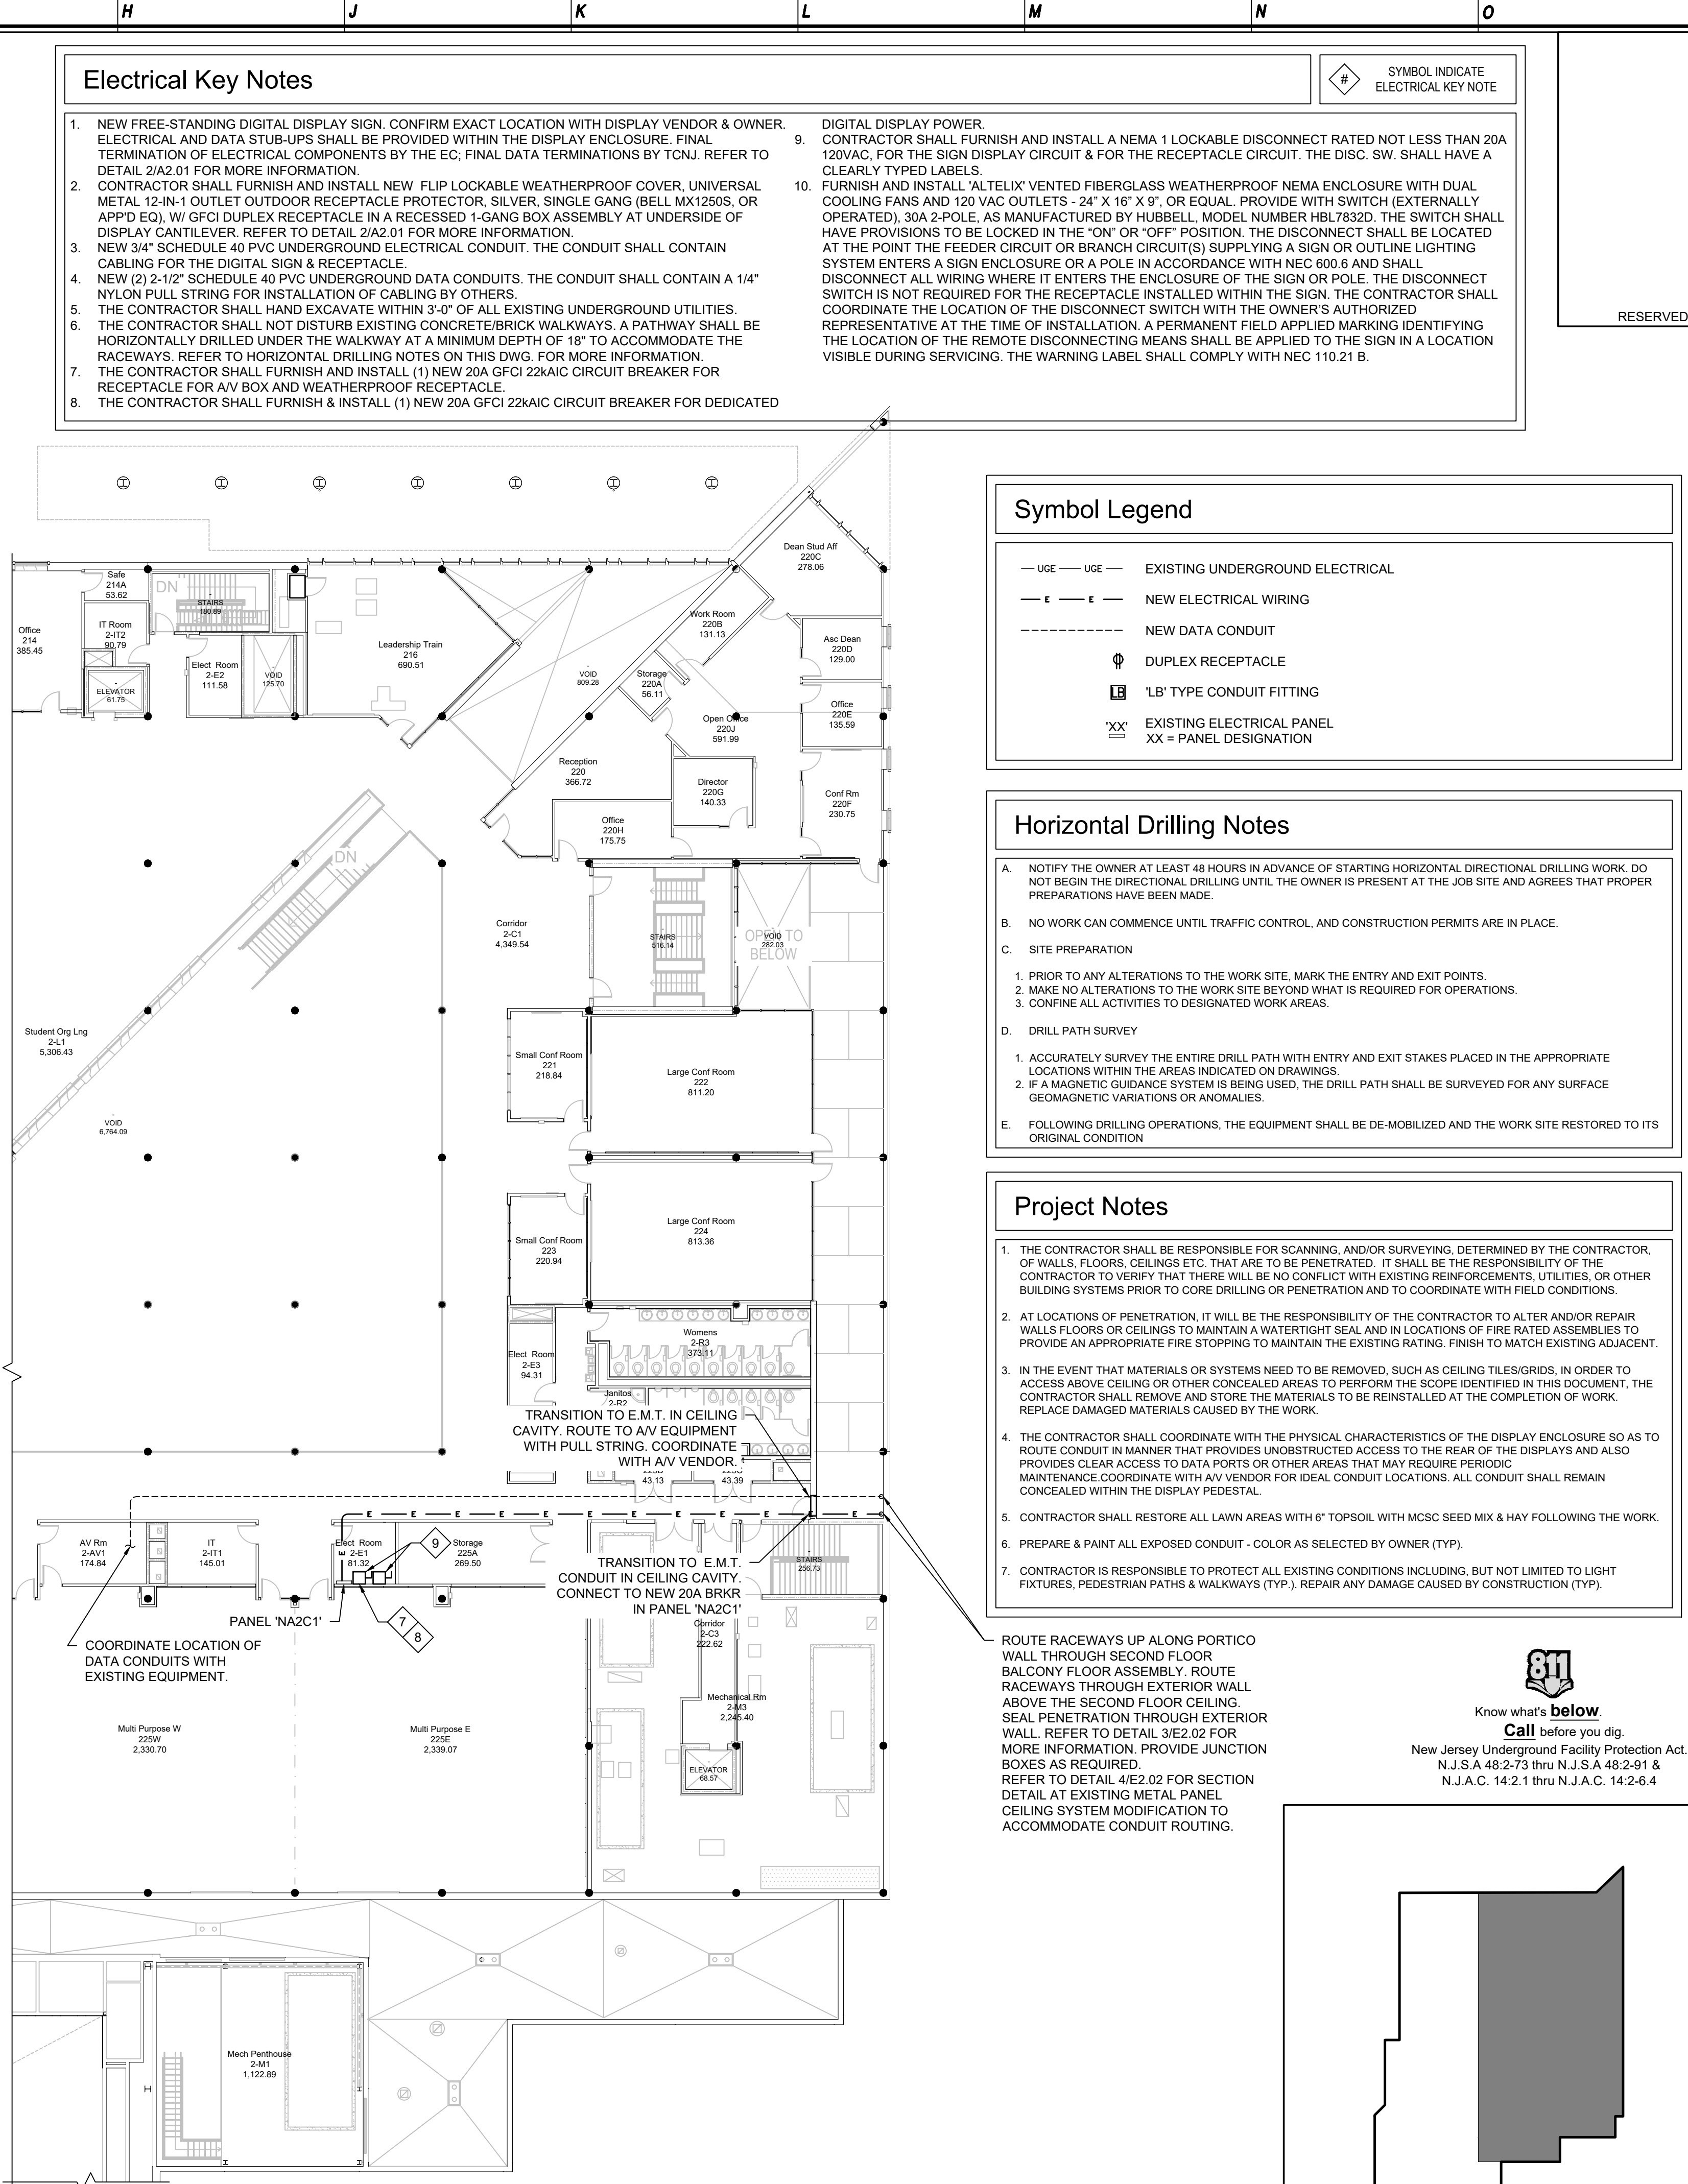 H
J
K
L
M
N
O
Electrical Key Notes
#
SYMBOL INDICATE
ELECTRICAL KEY NOTE
1. NEW FREE-STANDING DIGITAL DISPLAY SIGN. CONFIRM EXACT LOCATION WITH DISPLAY VENDOR & OWNER.
ELECTRICAL AND DATA STUB-UPS SHALL BE PROVIDED WITHIN THE DISPLAY ENCLOSURE. FINAL
TERMINATION OF ELECTRICAL COMPONENTS BY THE EC; FINAL DATA TERMINATIONS BY TCNJ. REFER TO
DETAIL 2/A2.01 FOR MORE INFORMATION.
2. CONTRACTOR SHALL FURNISH AND INSTALL NEW FLIP LOCKABLE WEATHERPROOF COVER, UNIVERSAL
METAL 12-IN-1 OUTLET OUTDOOR RECEPTACLE PROTECTOR, SILVER, SINGLE GANG (BELL MX1250S, OR
APP'D EQ), W/ GFCI DUPLEX RECEPTACLE IN A RECESSED 1-GANG BOX ASSEMBLY AT UNDERSIDE OF
DISPLAY CANTILEVER. REFER TO DETAIL 2/A2.01 FOR MORE INFORMATION.
3. NEW 3/4" SCHEDULE 40 PVC UNDERGROUND ELECTRICAL CONDUIT. THE CONDUIT SHALL CONTAIN
CABLING FOR THE DIGITAL SIGN & RECEPTACLE.
4. NEW (2) 2-1/2" SCHEDULE 40 PVC UNDERGROUND DATA CONDUITS. THE CONDUIT SHALL CONTAIN A 1/4"
NYLON PULL STRING FOR INSTALLATION OF CABLING BY OTHERS.
5. THE CONTRACTOR SHALL HAND EXCAVATE WITHIN 3'-0" OF ALL EXISTING UNDERGROUND UTILITIES.
6. THE CONTRACTOR SHALL NOT DISTURB EXISTING CONCRETE/BRICK WALKWAYS. A PATHWAY SHALL BE
HORIZONTALLY DRILLED UNDER THE WALKWAY AT A MINIMUM DEPTH OF 18" TO ACCOMMODATE THE
RACEWAYS. REFER TO HORIZONTAL DRILLING NOTES ON THIS DWG. FOR MORE INFORMATION.
7. THE CONTRACTOR SHALL FURNISH AND INSTALL (1) NEW 20A GFCI 22kAIC CIRCUIT BREAKER FOR
RECEPTACLE FOR A/V BOX AND WEATHERPROOF RECEPTACLE.
8. THE CONTRACTOR SHALL FURNISH & INSTALL (1) NEW 20A GFCI 22kAIC CIRCUIT BREAKER FOR DEDICATED
DIGITAL DISPLAY POWER.
9. CONTRACTOR SHALL FURNISH AND INSTALL A NEMA 1 LOCKABLE DISCONNECT RATED NOT LESS THAN 20A
120VAC, FOR THE SIGN DISPLAY CIRCUIT & FOR THE RECEPTACLE CIRCUIT. THE DISC. SW. SHALL HAVE A
CLEARLY TYPED LABELS.
10. FURNISH AND INSTALL 'ALTELIX' VENTED FIBERGLASS WEATHERPROOF NEMA ENCLOSURE WITH DUAL
COOLING FANS AND 120 VAC OUTLETS - 24” X 16” X 9”, OR EQUAL. PROVIDE WITH SWITCH (EXTERNALLY
OPERATED), 30A 2-POLE, AS MANUFACTURED BY HUBBELL, MODEL NUMBER HBL7832D. THE SWITCH SHALL
HAVE PROVISIONS TO BE LOCKED IN THE “ON” OR “OFF” POSITION. THE DISCONNECT SHALL BE LOCATED
AT THE POINT THE FEEDER CIRCUIT OR BRANCH CIRCUIT(S) SUPPLYING A SIGN OR OUTLINE LIGHTING
SYSTEM ENTERS A SIGN ENCLOSURE OR A POLE IN ACCORDANCE WITH NEC 600.6 AND SHALL
DISCONNECT ALL WIRING WHERE IT ENTERS THE ENCLOSURE OF THE SIGN OR POLE. THE DISCONNECT
SWITCH IS NOT REQUIRED FOR THE RECEPTACLE INSTALLED WITHIN THE SIGN. THE CONTRACTOR SHALL
COORDINATE THE LOCATION OF THE DISCONNECT SWITCH WITH THE OWNER'S AUTHORIZED
REPRESENTATIVE AT THE TIME OF INSTALLATION. A PERMANENT FIELD APPLIED MARKING IDENTIFYING
THE LOCATION OF THE REMOTE DISCONNECTING MEANS SHALL BE APPLIED TO THE SIGN IN A LOCATION
VISIBLE DURING SERVICING. THE WARNING LABEL SHALL COMPLY WITH NEC 110.21 B.
RESERVED
Symbol Legend
UGE UGE EXISTING UNDERGROUND ELECTRICAL
E E NEW ELECTRICAL WIRING
NEW DATA CONDUIT
DUPLEX RECEPTACLE
LB 'LB' TYPE CONDUIT FITTING
'XX' EXISTING ELECTRICAL PANEL
XX = PANEL DESIGNATION
Horizontal Drilling Notes
A. NOTIFY THE OWNER AT LEAST 48 HOURS IN ADVANCE OF STARTING HORIZONTAL DIRECTIONAL DRILLING WORK. DO
NOT BEGIN THE DIRECTIONAL DRILLING UNTIL THE OWNER IS PRESENT AT THE JOB SITE AND AGREES THAT PROPER
PREPARATIONS HAVE BEEN MADE.
B. NO WORK CAN COMMENCE UNTIL TRAFFIC CONTROL, AND CONSTRUCTION PERMITS ARE IN PLACE.
C. SITE PREPARATION
1. PRIOR TO ANY ALTERATIONS TO THE WORK SITE, MARK THE ENTRY AND EXIT POINTS.
2. MAKE NO ALTERATIONS TO THE WORK SITE BEYOND WHAT IS REQUIRED FOR OPERATIONS.
3. CONFINE ALL ACTIVITIES TO DESIGNATED WORK AREAS.
D. DRILL PATH SURVEY
1. ACCURATELY SURVEY THE ENTIRE DRILL PATH WITH ENTRY AND EXIT STAKES PLACED IN THE APPROPRIATE
LOCATIONS WITHIN THE AREAS INDICATED ON DRAWINGS.
2. IF A MAGNETIC GUIDANCE SYSTEM IS BEING USED, THE DRILL PATH SHALL BE SURVEYED FOR ANY SURFACE
GEOMAGNETIC VARIATIONS OR ANOMALIES.
E. FOLLOWING DRILLING OPERATIONS, THE EQUIPMENT SHALL BE DE-MOBILIZED AND THE WORK SITE RESTORED TO ITS
ORIGINAL CONDITION
Project Notes
1. THE CONTRACTOR SHALL BE RESPONSIBLE FOR SCANNING, AND/OR SURVEYING, DETERMINED BY THE CONTRACTOR,
OF WALLS, FLOORS, CEILINGS ETC. THAT ARE TO BE PENETRATED. IT SHALL BE THE RESPONSIBILITY OF THE
CONTRACTOR TO VERIFY THAT THERE WILL BE NO CONFLICT WITH EXISTING REINFORCEMENTS, UTILITIES, OR OTHER
BUILDING SYSTEMS PRIOR TO CORE DRILLING OR PENETRATION AND TO COORDINATE WITH FIELD CONDITIONS.
2. AT LOCATIONS OF PENETRATION, IT WILL BE THE RESPONSIBILITY OF THE CONTRACTOR TO ALTER AND/OR REPAIR
WALLS FLOORS OR CEILINGS TO MAINTAIN A WATERTIGHT SEAL AND IN LOCATIONS OF FIRE RATED ASSEMBLIES TO
PROVIDE AN APPROPRIATE FIRE STOPPING TO MAINTAIN THE EXISTING RATING. FINISH TO MATCH EXISTING ADJACENT.
3. IN THE EVENT THAT MATERIALS OR SYSTEMS NEED TO BE REMOVED, SUCH AS CEILING TILES/GRIDS, IN ORDER TO
ACCESS ABOVE CEILING OR OTHER CONCEALED AREAS TO PERFORM THE SCOPE IDENTIFIED IN THIS DOCUMENT, THE
CONTRACTOR SHALL REMOVE AND STORE THE MATERIALS TO BE REINSTALLED AT THE COMPLETION OF WORK.
REPLACE DAMAGED MATERIALS CAUSED BY THE WORK.
4. THE CONTRACTOR SHALL COORDINATE WITH THE PHYSICAL CHARACTERISTICS OF THE DISPLAY ENCLOSURE SO AS TO
ROUTE CONDUIT IN MANNER THAT PROVIDES UNOBSTRUCTED ACCESS TO THE REAR OF THE DISPLAYS AND ALSO
PROVIDES CLEAR ACCESS TO DATA PORTS OR OTHER AREAS THAT MAY REQUIRE PERIODIC
MAINTENANCE.COORDINATE WITH A/V VENDOR FOR IDEAL CONDUIT LOCATIONS. ALL CONDUIT SHALL REMAIN
CONCEALED WITHIN THE DISPLAY PEDESTAL.
5. CONTRACTOR SHALL RESTORE ALL LAWN AREAS WITH 6" TOPSOIL WITH MCSC SEED MIX & HAY FOLLOWING THE WORK.
6. PREPARE & PAINT ALL EXPOSED CONDUIT - COLOR AS SELECTED BY OWNER (TYP).
7. CONTRACTOR IS RESPONSIBLE TO PROTECT ALL EXISTING CONDITIONS INCLUDING, BUT NOT LIMITED TO LIGHT
FIXTURES, PEDESTRIAN PATHS & WALKWAYS (TYP.). REPAIR ANY DAMAGE CAUSED BY CONSTRUCTION (TYP).
Dean Stud Aff
220C
278.06
Safe
214A
53.62
DN
STAIRS
180.89
Office
214
385.45
IT Room
2-IT2
90.79
ELEVATOR
61.75
Elect Room
2-E2
111.58
VOID
125.70
Leadership Train
216
690.51
VOID
809.28
Work Room
220B
131.13
Storage
220A
56.11
Asc Dean
220D
129.00
Office
220E
135.59
Open Office
220J
591.99
Reception
220
366.72
Director
220G
140.33
Conf Rm
220F
230.75
Office
220H
175.75
DN
Corridor
2-C1
4,349.54
STAIRS
516.14
OPEN TO
BELOW
VOID
282.03
Student Org Lng
2-L1
5,306.43
VOID
6,764.09
Small Conf Room
221
218.84
Large Conf Room
222
811.20
Small Conf Room
223
220.94
Large Conf Room
224
813.36
Womens
2-R3
373.11
Elect Room
2-E3
94.31
Janitos
2-R2
TRANSITION TO E.M.T. IN CEILING
CAVITY. ROUTE TO A/V EQUIPMENT
WITH PULL STRING. COORDINATE
WITH A/V VENDOR.
43.13
43.39
E E E E E E E E E E
E
AV Rm
2-AV1
174.84
IT
2-IT1
145.01
Elect Room
2-E1
81.32
9
Storage
225A
269.50
STAIRS
256.73
TRANSITION TO E.M.T.
CONDUIT IN CEILING CAVITY.
CONNECT TO NEW 20A BRKR
IN PANEL 'NA2C1'
PANEL 'NA2C1'
7
8
COORDINATE LOCATION OF
DATA CONDUITS WITH
EXISTING EQUIPMENT.
Corridor
2-C3
222.62
Mechanical Rm
2-M3
2,245.40
ELEVATOR
68.57
Multi Purpose W
225W
2,330.70
Multi Purpose E
225E
2,339.07
ROUTE RACEWAYS UP ALONG PORTICO
WALL THROUGH SECOND FLOOR
BALCONY FLOOR ASSEMBLY. ROUTE
RACEWAYS THROUGH EXTERIOR WALL
ABOVE THE SECOND FLOOR CEILING.
SEAL PENETRATION THROUGH EXTERIOR
WALL. REFER TO DETAIL 3/E2.02 FOR
MORE INFORMATION. PROVIDE JUNCTION
BOXES AS REQUIRED.
REFER TO DETAIL 4/E2.02 FOR SECTION
DETAIL AT EXISTING METAL PANEL
CEILING SYSTEM MODIFICATION TO
ACCOMMODATE CONDUIT ROUTING.
811
Know what's below.
Call before you dig.
New Jersey Underground Facility Protection Act.
N.J.S.A 48:2-73 thru N.J.S.A 48:2-91 &
N.J.A.C. 14:2.1 thru N.J.A.C. 14:2-6.4
Mech Penthouse
2-M1
1,122.89